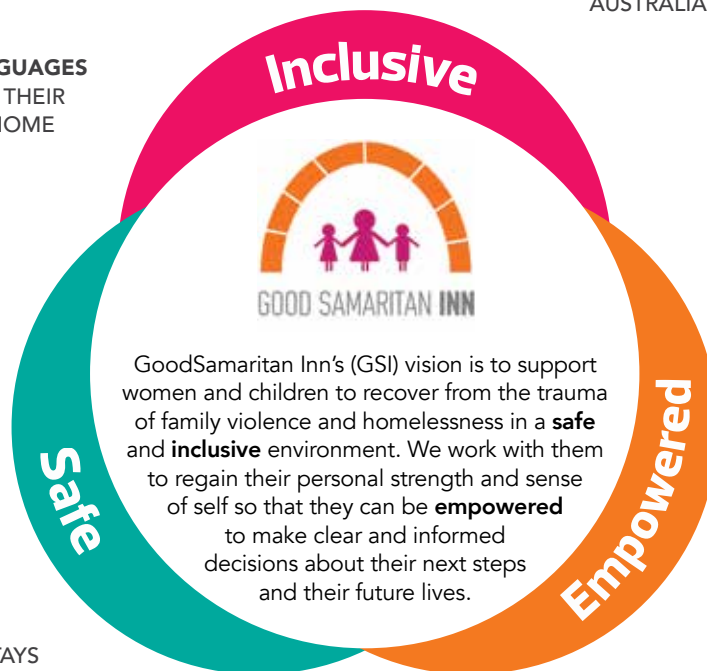 AUSTRALIA
GUAGES
THEIR
HOME
Inclusive
GOOD SAMARITAN INN
GoodSamaritan Inn’s (GSI) vision is to support
women and children to recover from the trauma
of family violence and homelessness in a safe
and inclusive environment. We work with them
to regain their personal strength and sense
of self so that they can be empowered
to make clear and informed
decisions about their next steps
and their future lives.
Safe
Empowered
TAYS